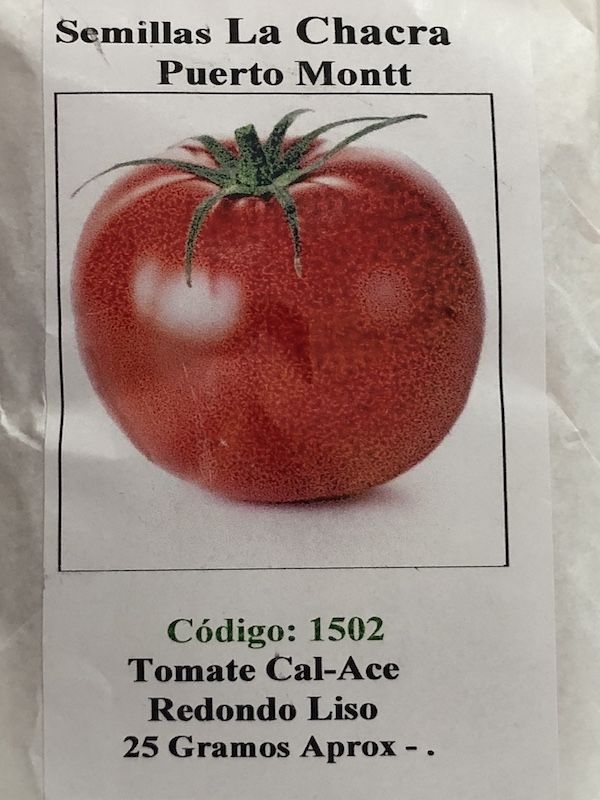 Semillas La Chacra
Puerto Montt
Código: 1502
Tomate Cal-Ace
Redondo Liso
25 Gramos Aprox - .